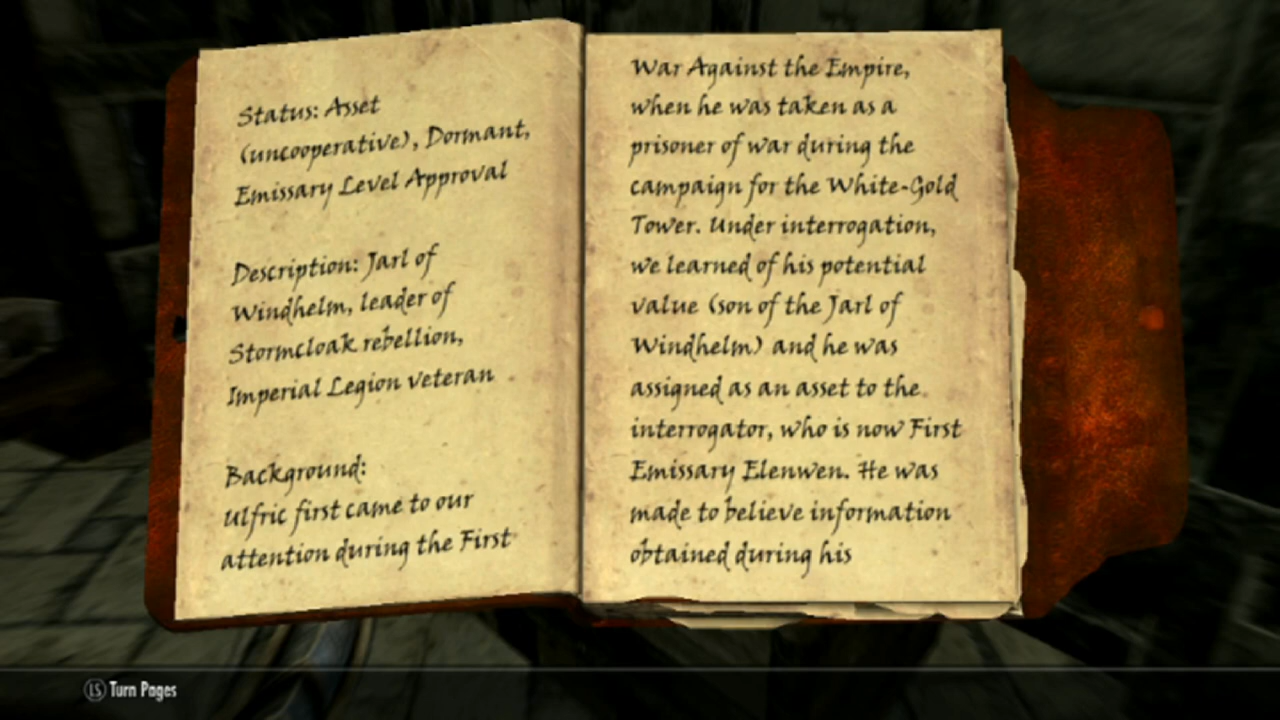 Status: Asset
(uncooperative), Dormant,
Emissary Level Approval
Description: Jarl of
Windhelm, leader of
Stormcloak rebellion,
Imperial Legion veteran
Background:
Ulfric first came to our
attention during the First
War Against the Empire,
when he was taken as a
prisoner of war during the
campaign for the White-Gold
Tower. Under interrogation,
we learned of his potential
value (son of the Jarl of
Windhelm) and he was
assigned as an asset to the
interrogator, who is now First
Emissary Elenwen. He was
made to believe information
obtained during his
LS Turn Pages